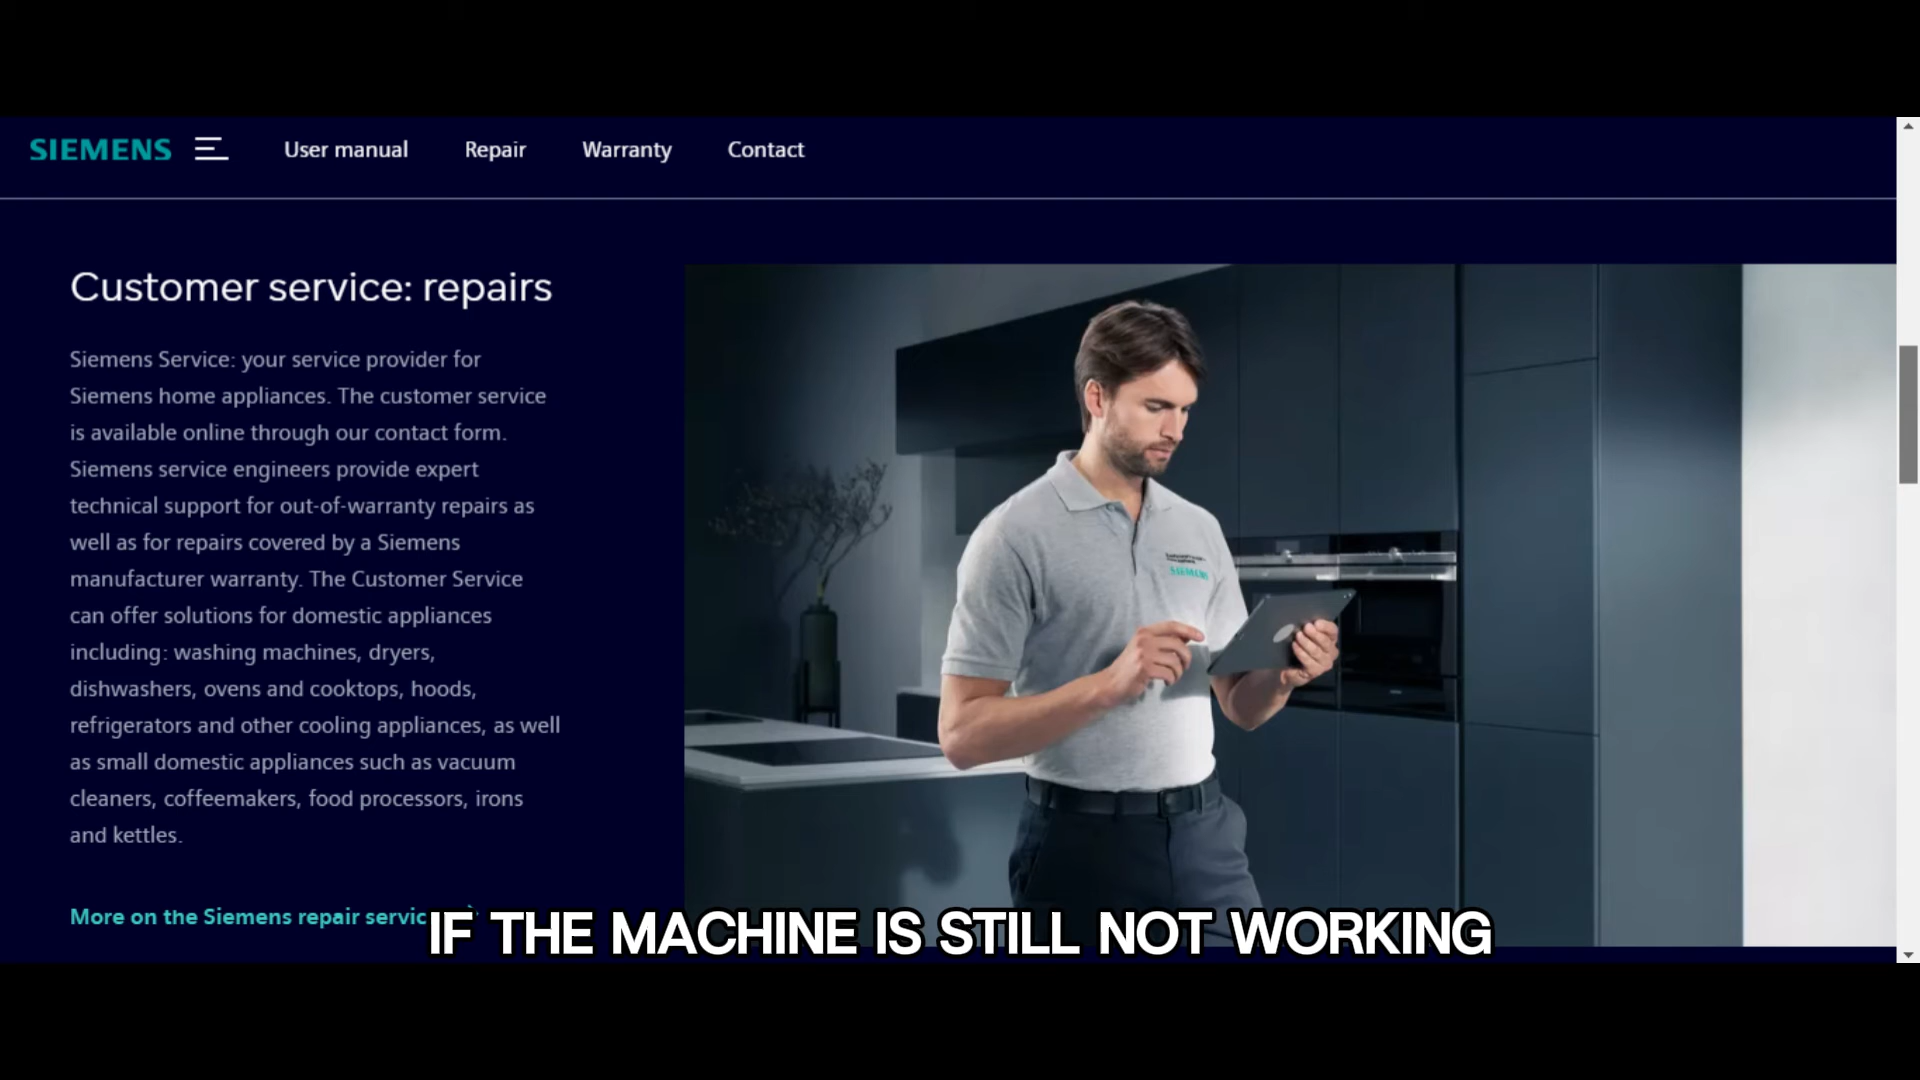 SIEMENS
User manual
Repair
Warranty
Contact
Customer service: repairs
Siemens Service: your service provider for
Siemens home appliances. The customer service
is available online through our contact form.
Siemens service engineers provide expert
technical support for out-of-warranty repairs as
well as for repairs covered by a Siemens
manufacturer warranty. The Customer Service
can offer solutions for domestic appliances
including: washing machines, dryers,
dishwashers, ovens and cooktops, hoods,
refrigerators and other cooling appliances, as well
as small domestic appliances such as vacuum
cleaners, coffeemakers, food processors, irons
and kettles.
SIEMENS
More on the Siemens repair
IF THE MACHINE IS STILL NOT WORKING